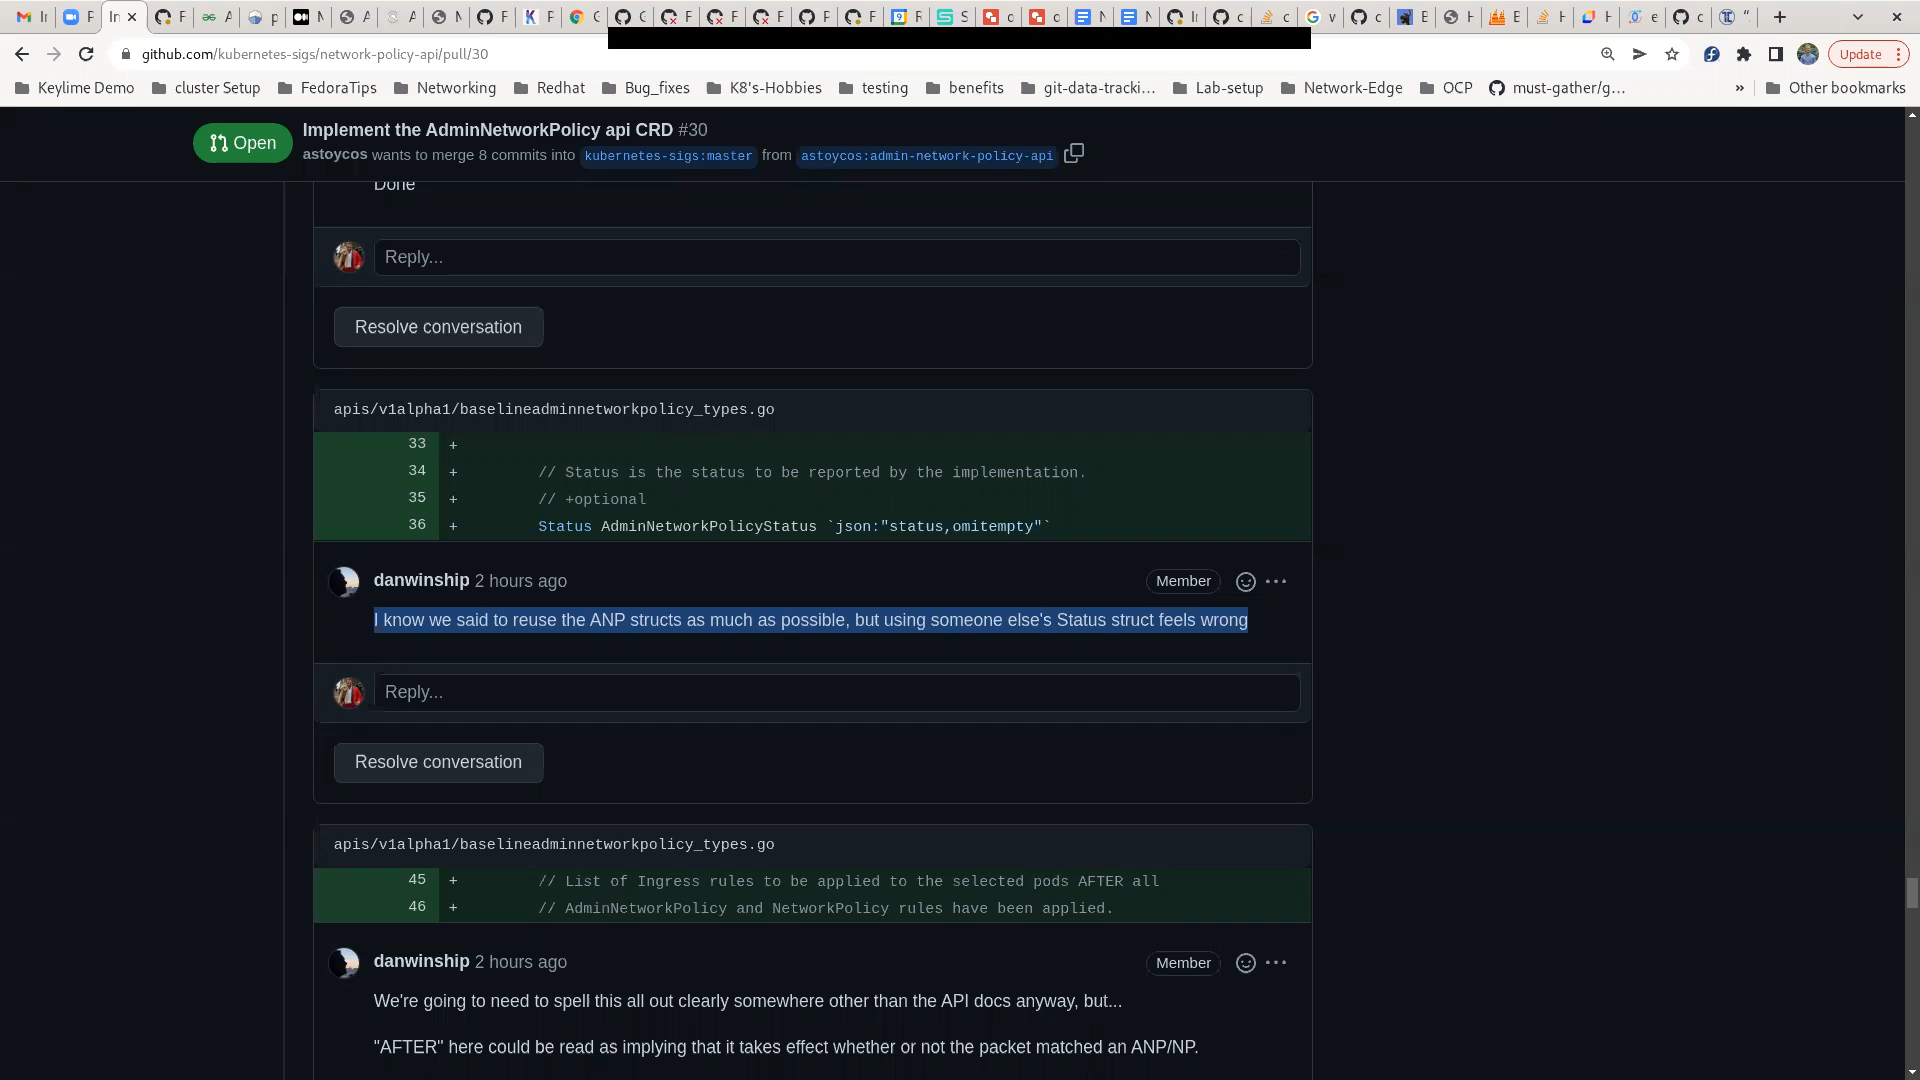 github.com/kubernetes-sigs/network-policy-api/pull/30
Update
Keylime Demo
cluster Setup
FedoraTips
Networking
Redhat
Bug_fixes
K8's-Hobbies
testing
benefits
git-data-tracki...
Lab-setup
Network-Edge
OCP
must-gather/g...
»
Other bookmarks
Open
Implement the AdminNetworkPolicy api CRD #30
astoycos wants to merge 8 commits into kubernetes-sigs:master from astoycos:admin-network-policy-api
Done
Reply...
Resolve conversation
apis/v1alpha1/baselineadminnetworkpolicy_types.go
33 +
34 + // Status is the status to be reported by the implementation.
35 + // +optional
36 + Status AdminNetworkPolicyStatus `json:"status,omitempty"`
danwinship 2 hours ago
Member
I know we said to reuse the ANP structs as much as possible, but using someone else's Status struct feels wrong
Reply...
Resolve conversation
apis/v1alpha1/baselineadminnetworkpolicy_types.go
45 + // List of Ingress rules to be applied to the selected pods AFTER all
46 + // AdminNetworkPolicy and NetworkPolicy rules have been applied.
danwinship 2 hours ago
Member
We're going to need to spell this all out clearly somewhere other than the API docs anyway, but...
"AFTER" here could be read as implying that it takes effect whether or not the packet matched an ANP/NP.